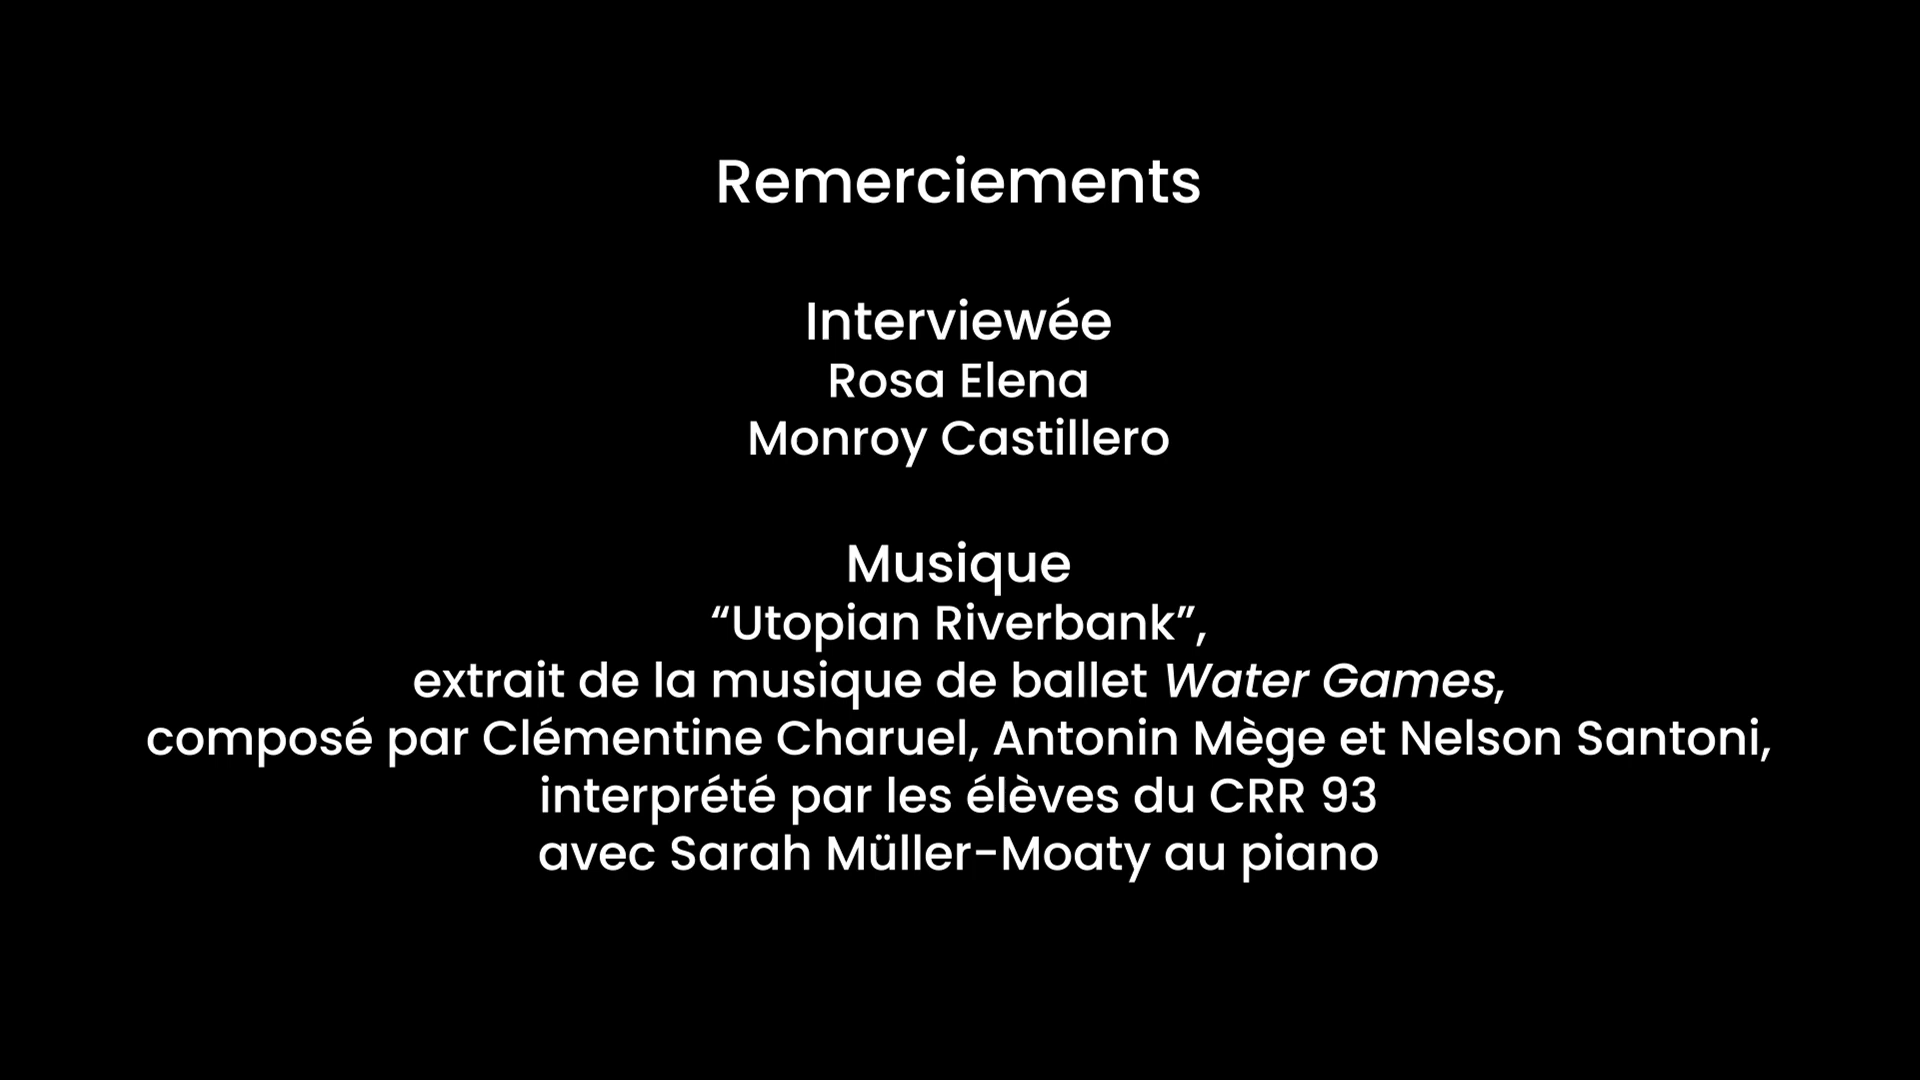 Remerciements
Interviewée
Rosa Elena
Monroy Castillero
Musique
“Utopian Riverbank”,
extrait de la musique de ballet Water Games,
composé par Clémentine Charuel, Antonin Mège et Nelson Santoni,
interprété par les élèves du CRR 93
avec Sarah Müller-Moaty au piano